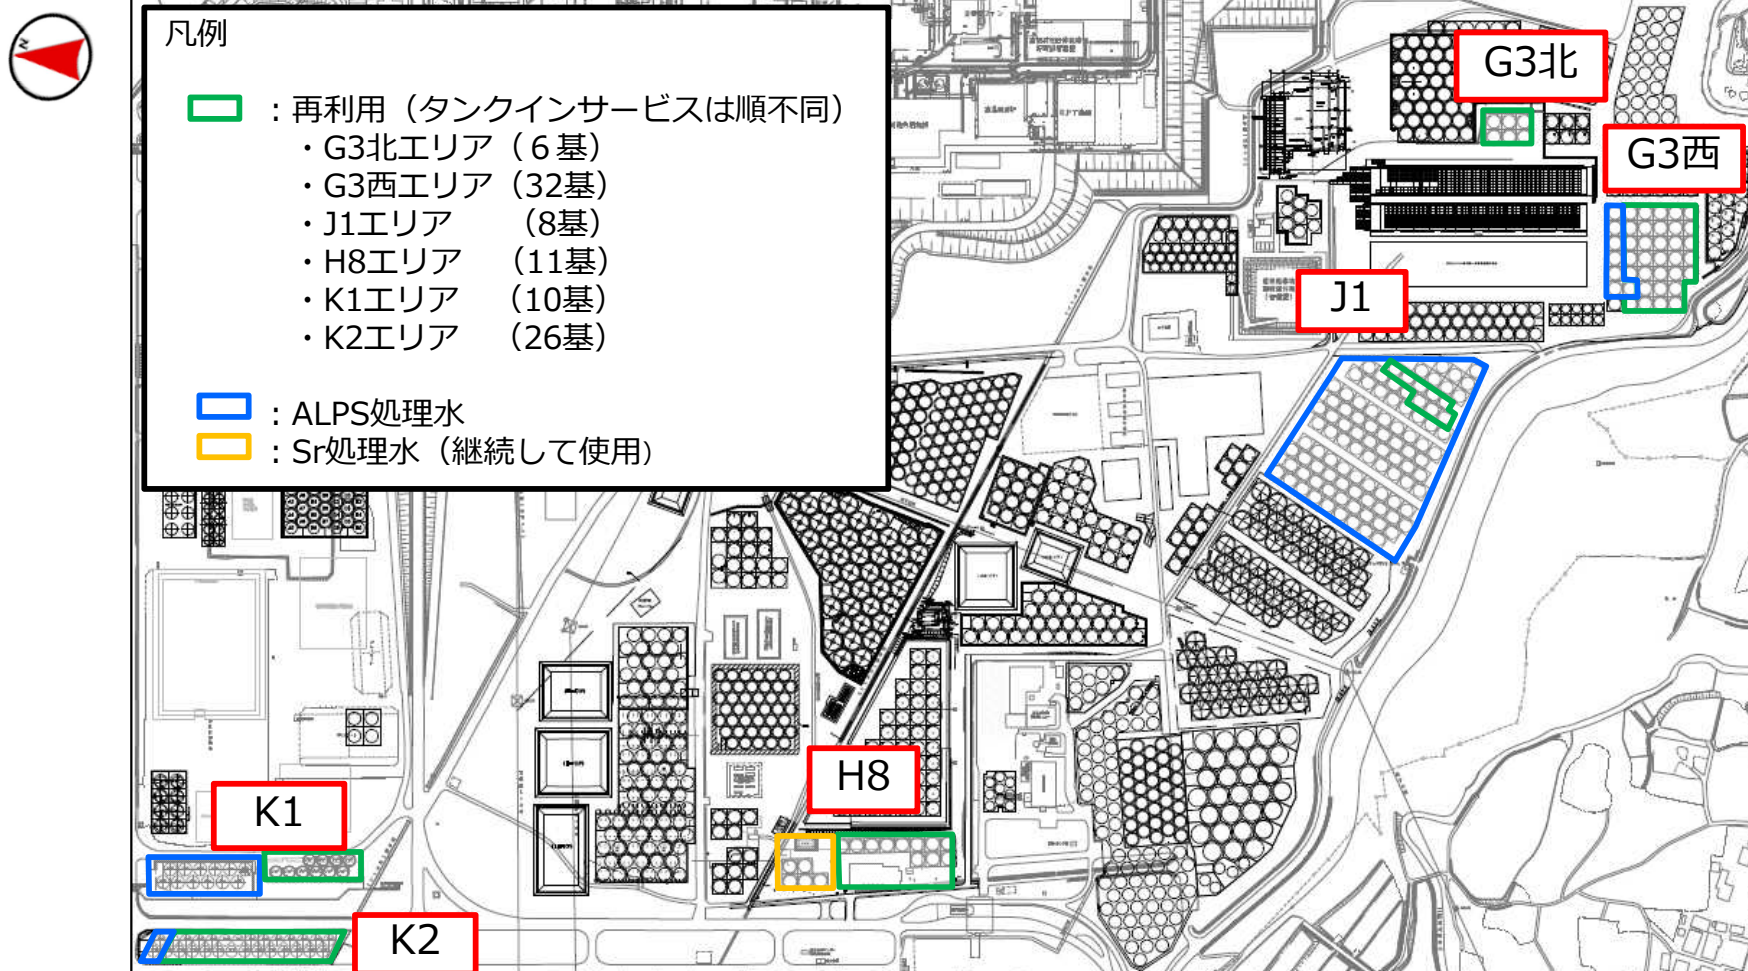 N
凡例
：再利用（タンクインサービスは順不同）
・G3北エリア（６基）
・G3西エリア（32基）
・J1エリア （8基）
・H8エリア （11基）
・K1エリア （10基）
・K2エリア （26基）
：ALPS処理水
：Sr処理水（継続して使用）
G3北
G3西
J1
H8
K1
K2